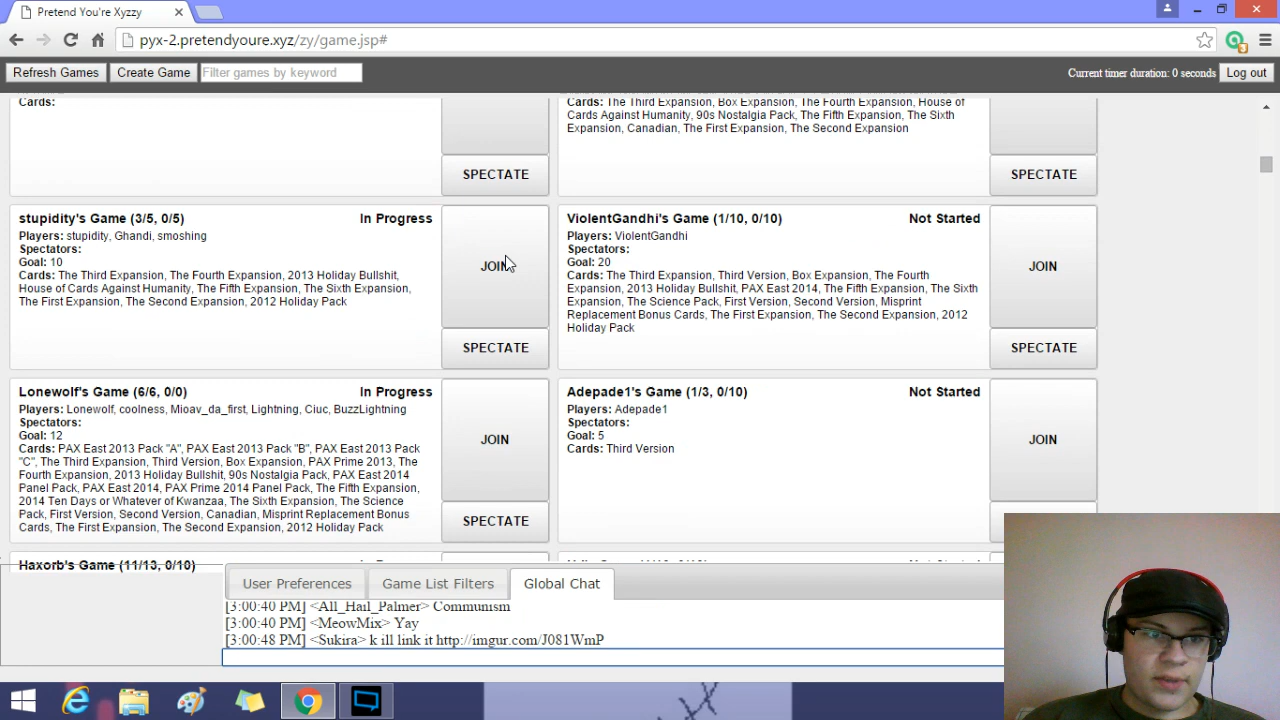 Pretend You're Xyzzy
pyx-2.pretendyoure.xyz/zy/game.jsp#
Refresh Games Create Game Filter games by keyword Current timer duration: 0 seconds Log out
Cards:
Cards: The Third Expansion, Box Expansion, The Fourth Expansion, House of
Cards Against Humanity, 90s Nostalgia Pack, The Fifth Expansion, The Sixth
Expansion, Canadian, The First Expansion, The Second Expansion
SPECTATE SPECTATE
stupidity's Game (3/5, 0/5) In Progress
Players: stupidity, Ghandi, smoshing
Spectators:
Goal: 10
Cards: The Third Expansion, The Fourth Expansion, 2013 Holiday Bullshit,
House of Cards Against Humanity, The Fifth Expansion, The Sixth Expansion,
The First Expansion, The Second Expansion, 2012 Holiday Pack
JOIN
SPECTATE
ViolentGandhi's Game (1/10, 0/10) Not Started
Players: ViolentGandhi
Spectators:
Goal: 20
Cards: The Third Expansion, Third Version, Box Expansion, The Fourth
Expansion, 2013 Holiday Bullshit, PAX East 2014, The Fifth Expansion, The Sixth
Expansion, The Science Pack, First Version, Second Version, Misprint
Replacement Bonus Cards, The First Expansion, The Second Expansion, 2012
Holiday Pack
JOIN
SPECTATE
Lonewolf's Game (6/6, 0/0) In Progress
Players: Lonewolf, coolness, Mioav_da_first, Lightning, Ciuc, BuzzLightning
Spectators:
Goal: 12
Cards: PAX East 2013 Pack "A", PAX East 2013 Pack "B", PAX East 2013 Pack
"C", The Third Expansion, Third Version, Box Expansion, PAX Prime 2013, The
Fourth Expansion, 2013 Holiday Bullshit, 90s Nostalgia Pack, PAX East 2014
Panel Pack, PAX East 2014, PAX Prime 2014 Panel Pack, The Fifth Expansion,
2014 Ten Days or Whatever of Kwanzaa, The Sixth Expansion, The Science
Pack, First Version, Second Version, Canadian, Misprint Replacement Bonus
Cards, The First Expansion, The Second Expansion, 2012 Holiday Pack
JOIN
SPECTATE
Adepade1's Game (1/3, 0/10) Not Started
Players: Adepade1
Spectators:
Goal: 5
Cards: Third Version
JOIN
Haxorb's Game (11/13, 0/10)
User Preferences Game List Filters Global Chat
[3:00:40 PM] <All_Hail_Palmer> Communism
[3:00:40 PM] <MeowMix> Yay
[3:00:48 PM] <Sukira> k ill link it http://imgur.com/J081WmP